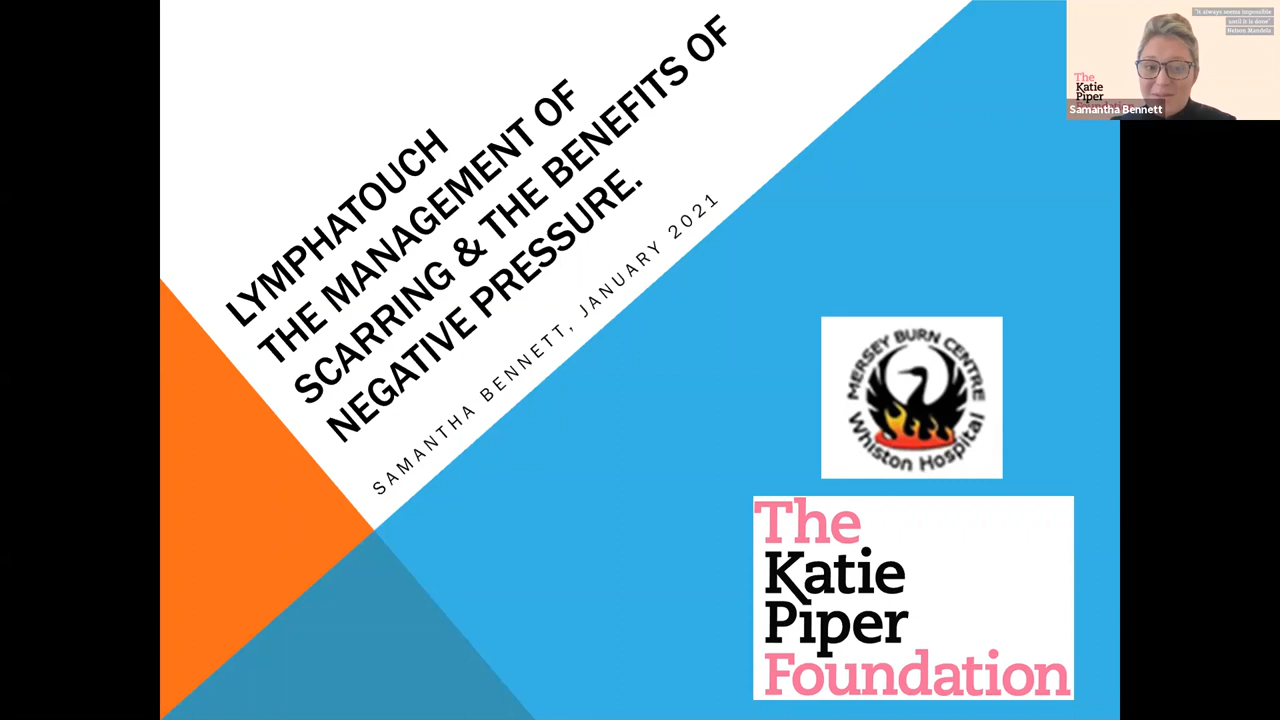 LYMPHATOUCH
THE MANAGEMENT OF
SCARRING & THE BENEFITS OF
NEGATIVE PRESSURE.
SAMANTHA BENNETT, JANUARY 2021
MERSEY BURN CENTRE
Whiston Hospital
The
Katie
Piper
Foundation
"It always seems impossible
until it is done"
Nelson Mandela
The
Katie
Piper
Foundation
Samantha Bennett